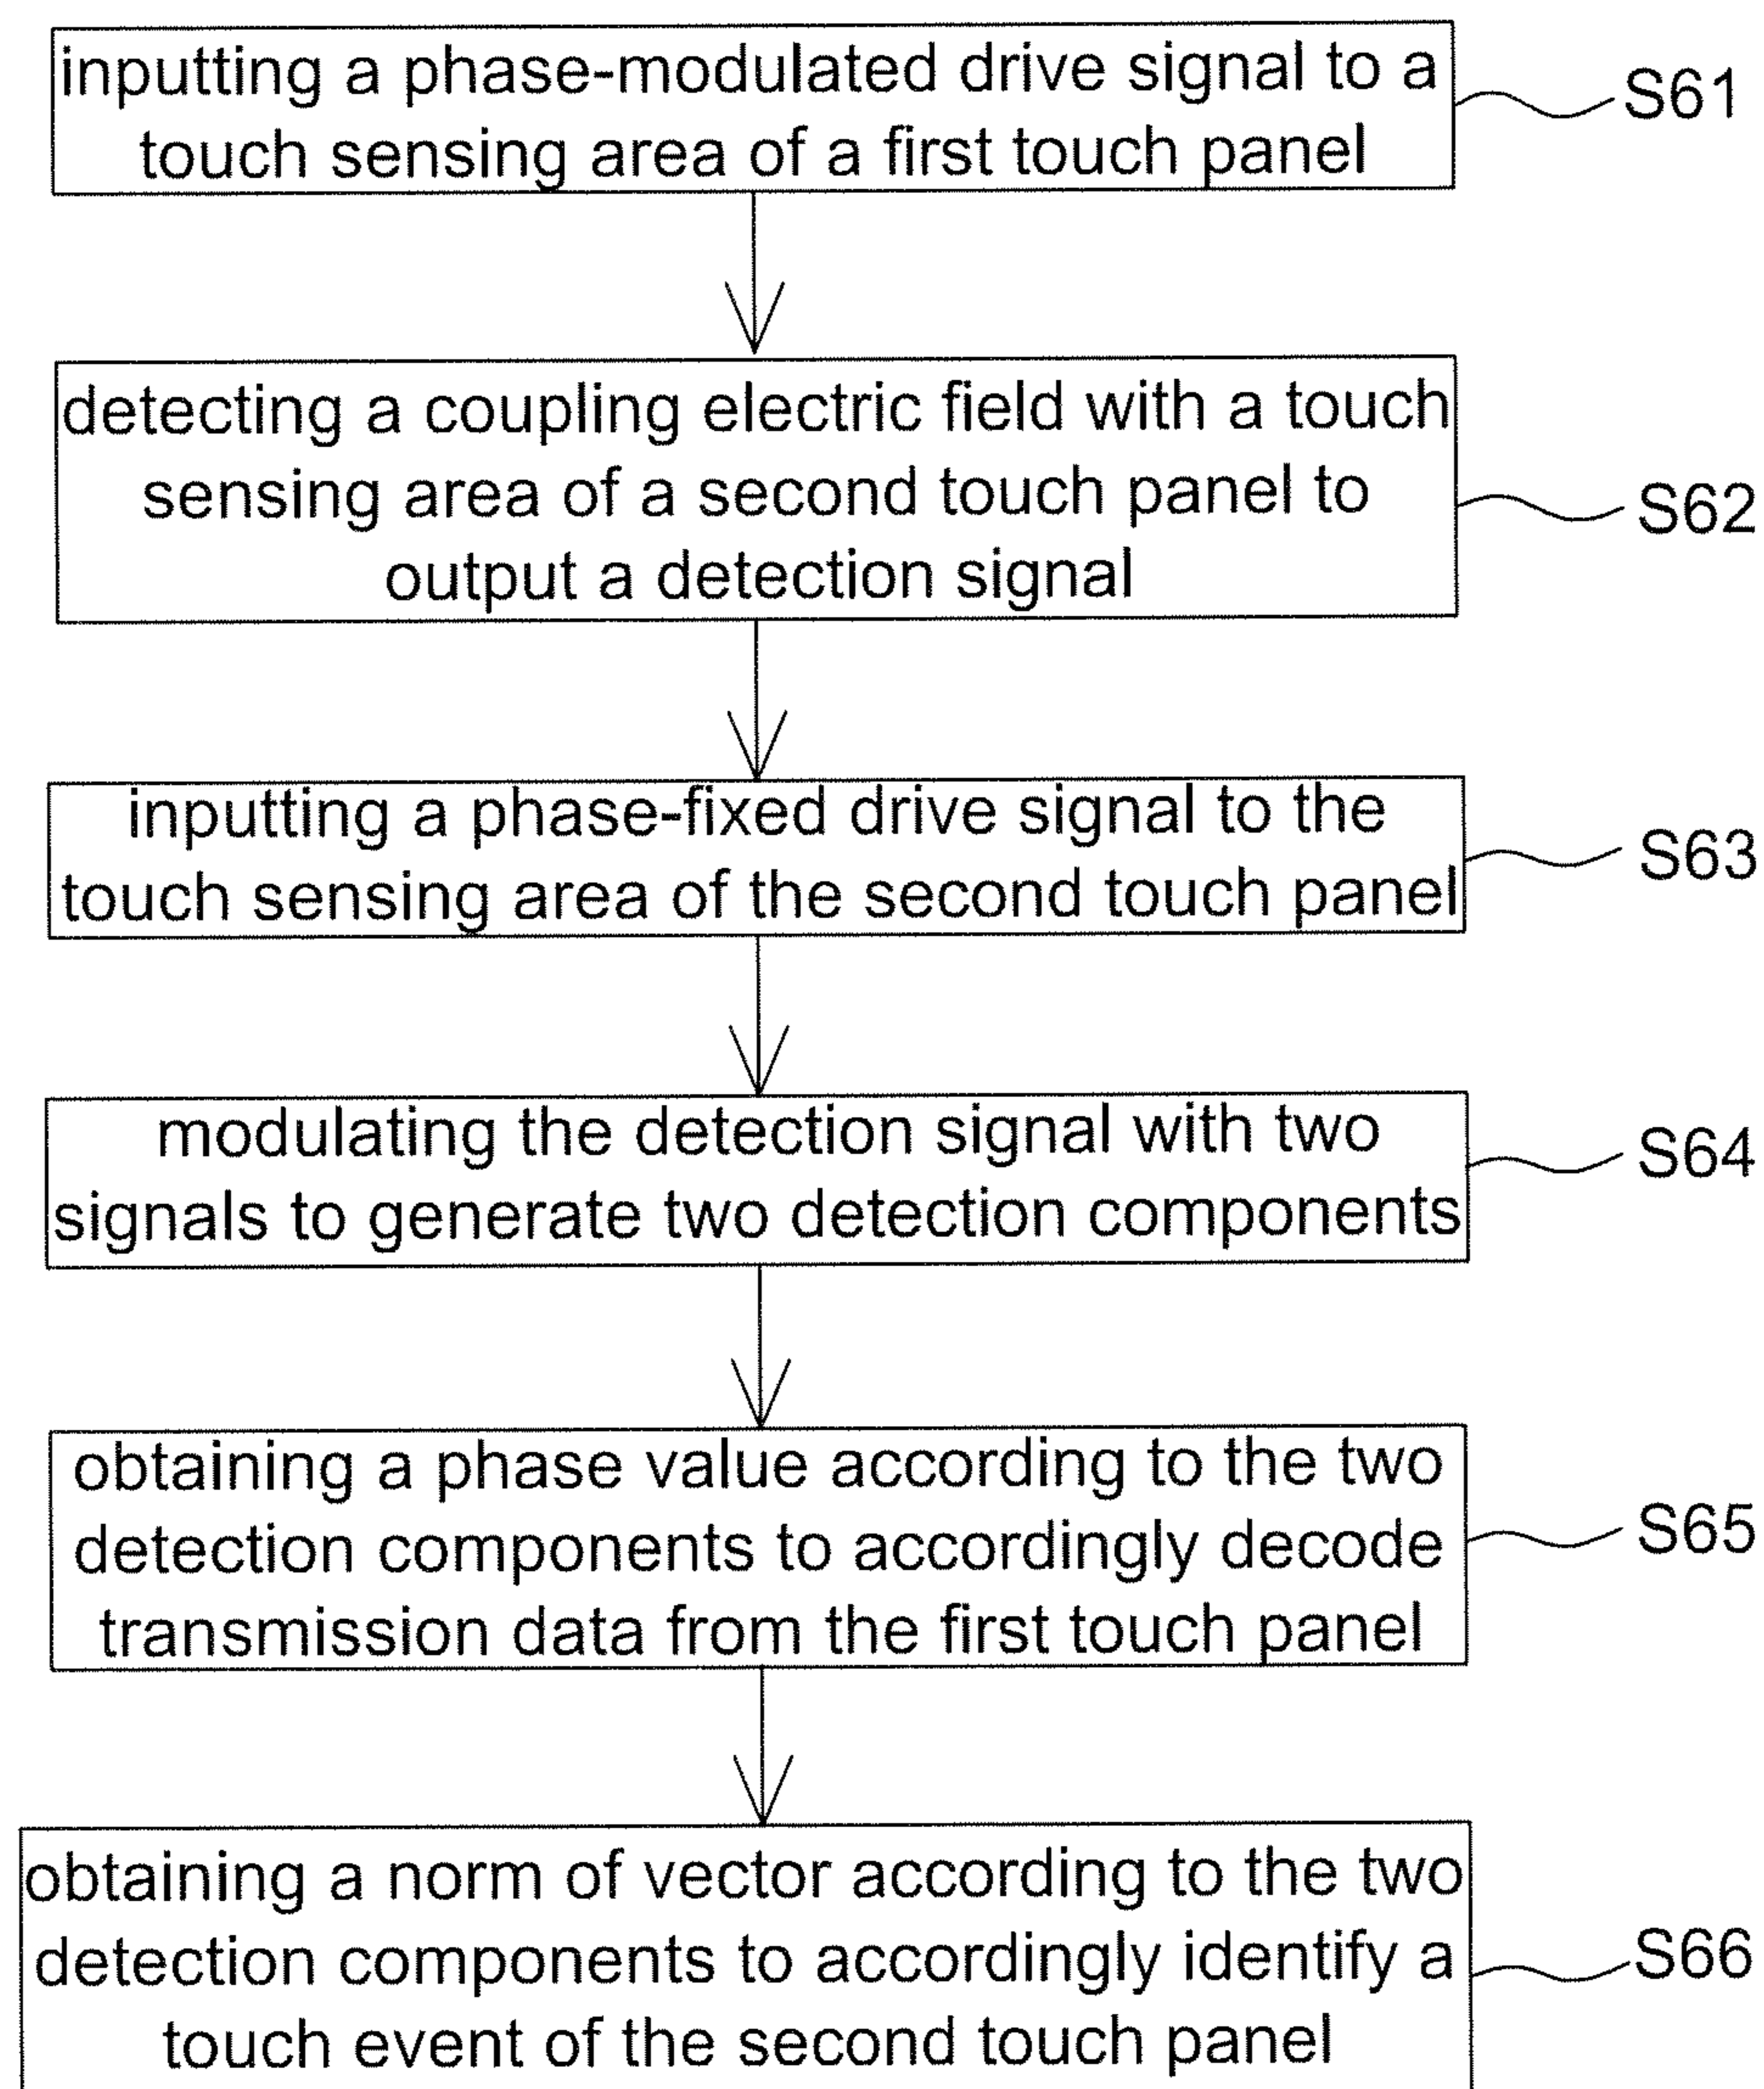 inputting a phase-modulated drive signal to a
touch sensing area of a first touch panel
S61
detecting a coupling electric field with a touch
sensing area of a second touch panel to
output a detection signal
S62
inputting a phase-fixed drive signal to the
touch sensing area of the second touch panel
S63
modulating the detection signal with two
signals to generate two detection components
S64
obtaining a phase value according to the two
detection components to accordingly decode
transmission data from the first touch panel
S65
obtaining a norm of vector according to the two
detection components to accordingly identify a
touch event of the second touch panel
S66